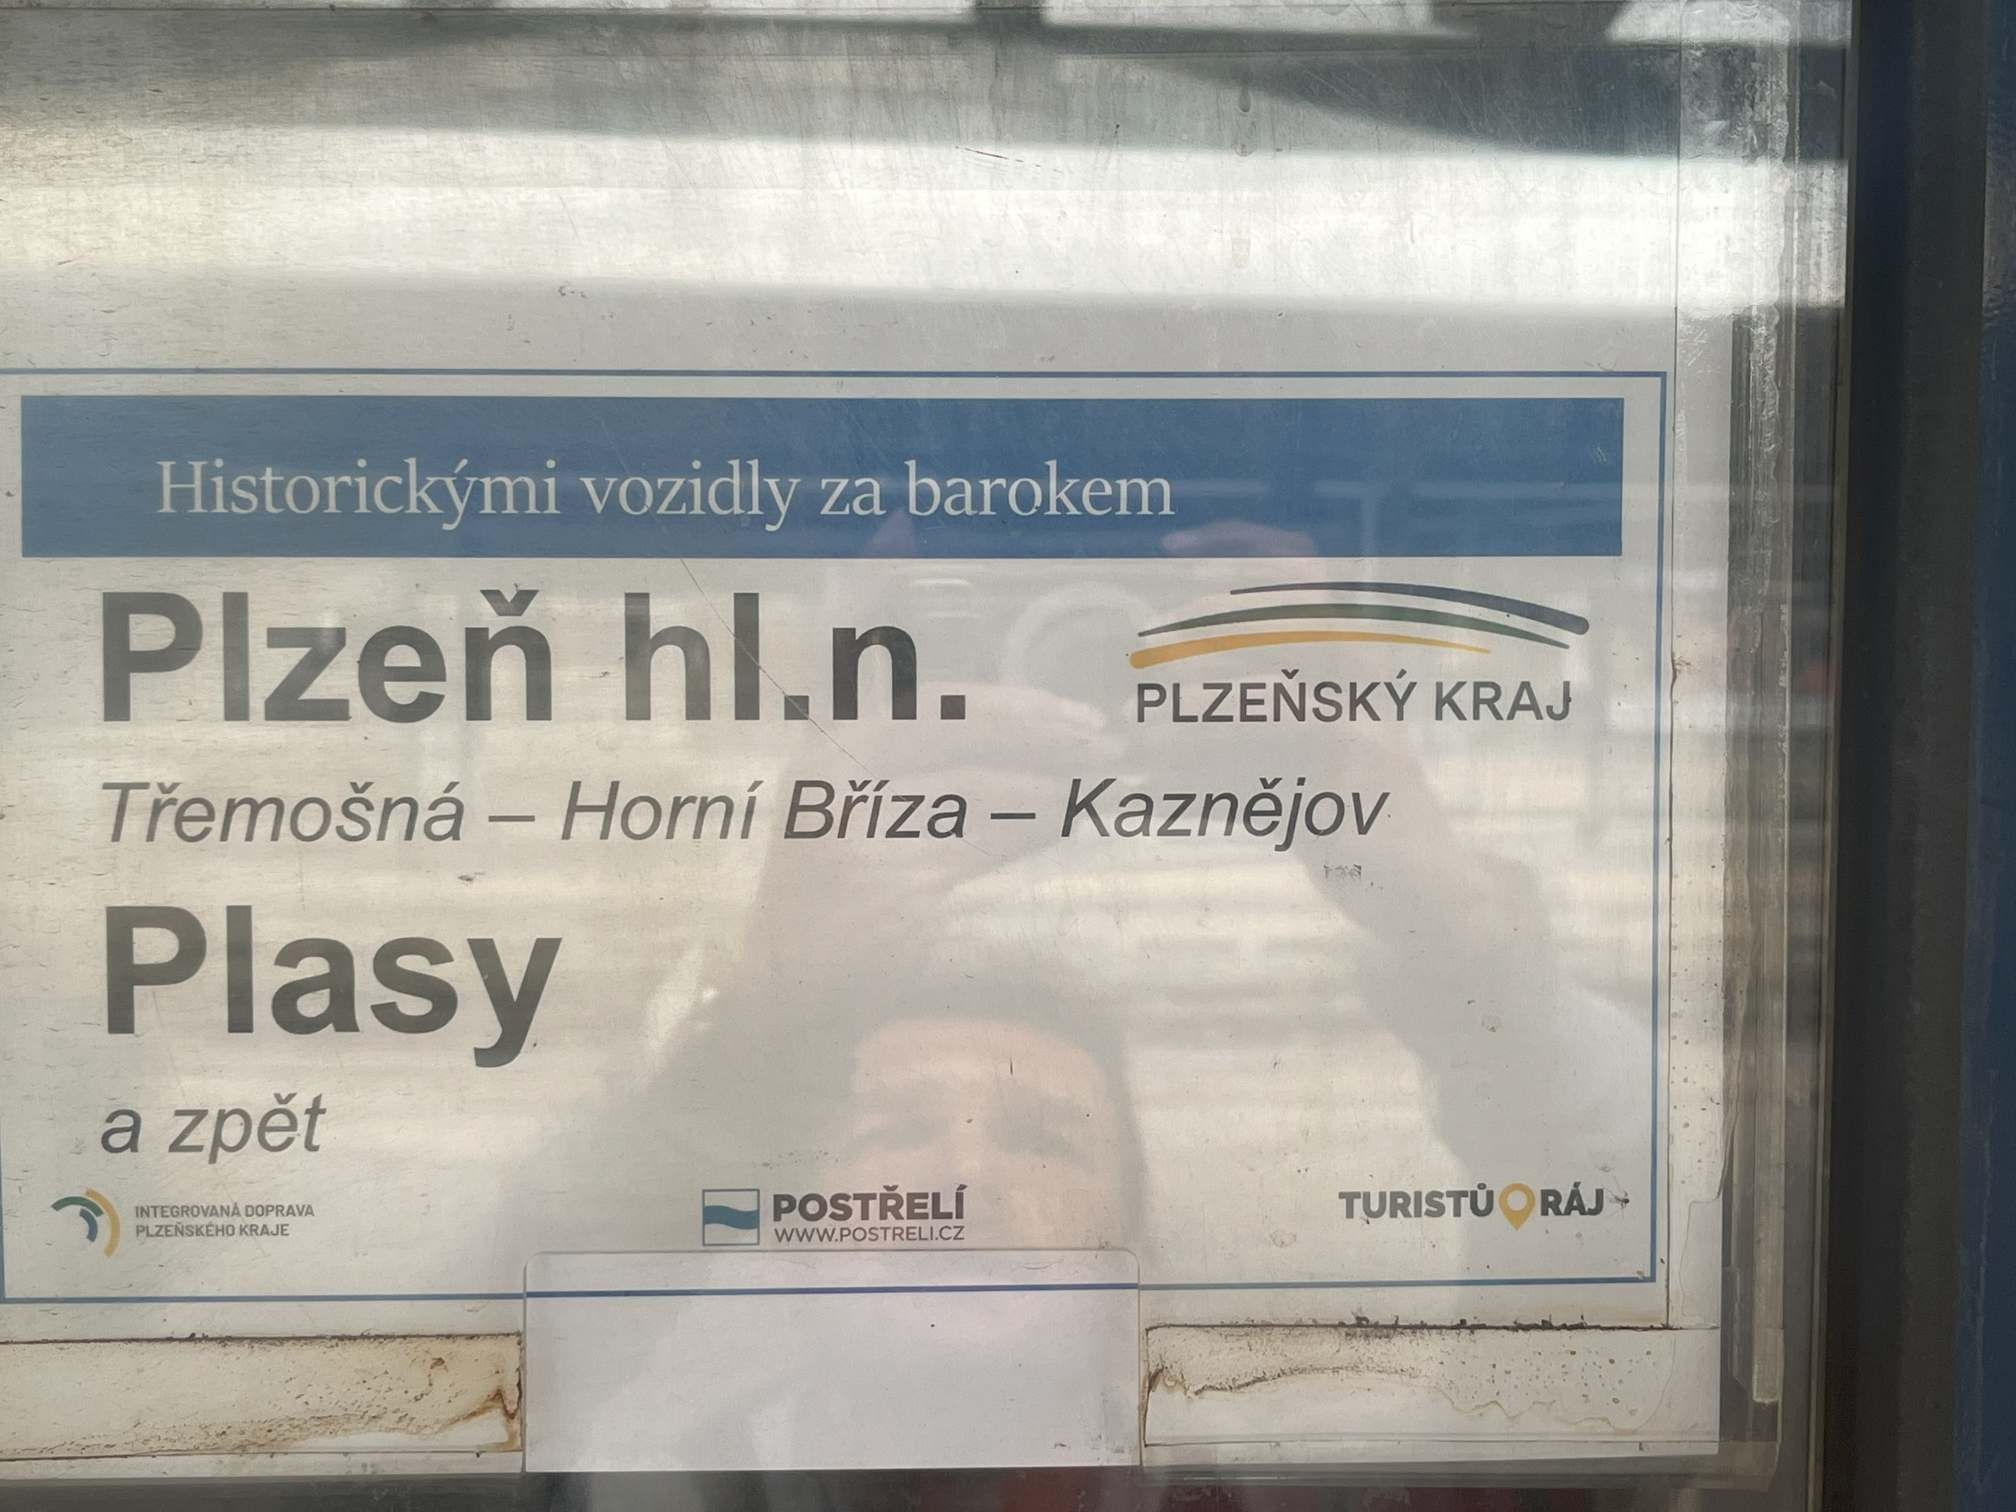 Historickými vozidly za barokem
Plzeň hl.n.
PLZEŇSKÝ KRAJ
Třemošná – Horní Bříza – Kaznějov
Plasy
a zpět
INTEGROVANÁ DOPRAVA
PLZEŇSKÉHO KRAJE
POSTŘELÍ
WWW.POSTRELI.CZ
TURISTŮ RÁJ